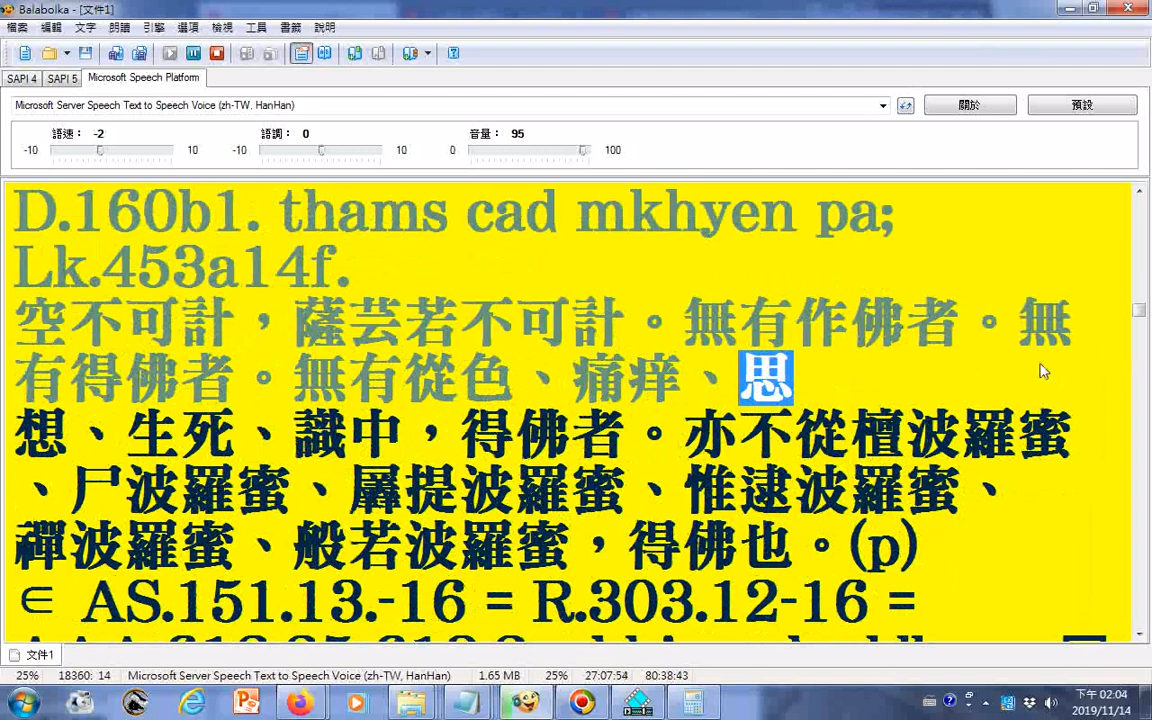 Balabolka - [文件1]
檔案 編輯 文字 朗讀 引擎 選項 檢視 工具 書籤 說明
SAPI 4 SAPI 5 Microsoft Speech Platform
Microsoft Server Speech Text to Speech Voice (zh-TW, HanHan)
關於 預設
語速： -2 語調： 0 音量： 95
-10 10 -10 10 0 100
D.160b1. thams cad mkhyen pa;
Lk.453a14f.
空不可計，薩芸若不可計。無有作佛者。無
有得佛者。無有從色、痛痒、思
想、生死、識中，得佛者。亦不從檀波羅蜜
、尸波羅蜜、羼提波羅蜜、惟逮波羅蜜、
禪波羅蜜、般若波羅蜜，得佛也。(p)
∈ AS.151.13.-16 = R.303.12-16 =
文件1
25% 18360: 14 Microsoft Server Speech Text to Speech Voice (zh-TW, HanHan) 1.65 MB 25% 27:07:54 80:38:43
下午 02:04
2019/11/14